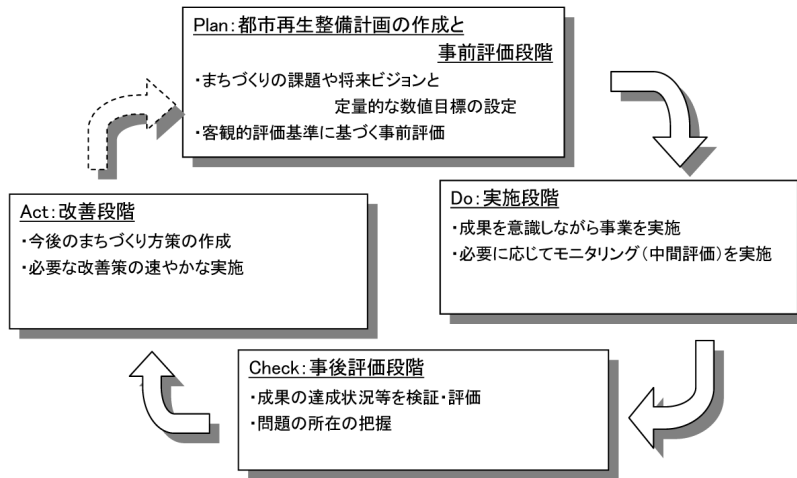 Plan：都市再生整備計画の作成と
事前評価段階
・まちづくりの課題や将来ビジョンと
定量的な数値目標の設定
・客観的評価基準に基づく事前評価
Do：実施段階
・成果を意識しながら事業を実施
・必要に応じてモニタリング（中間評価）を実施
Check：事後評価段階
・成果の達成状況等を検証・評価
・問題の所在の把握
Act：改善段階
・今後のまちづくり方策の作成
・必要な改善策の速やかな実施